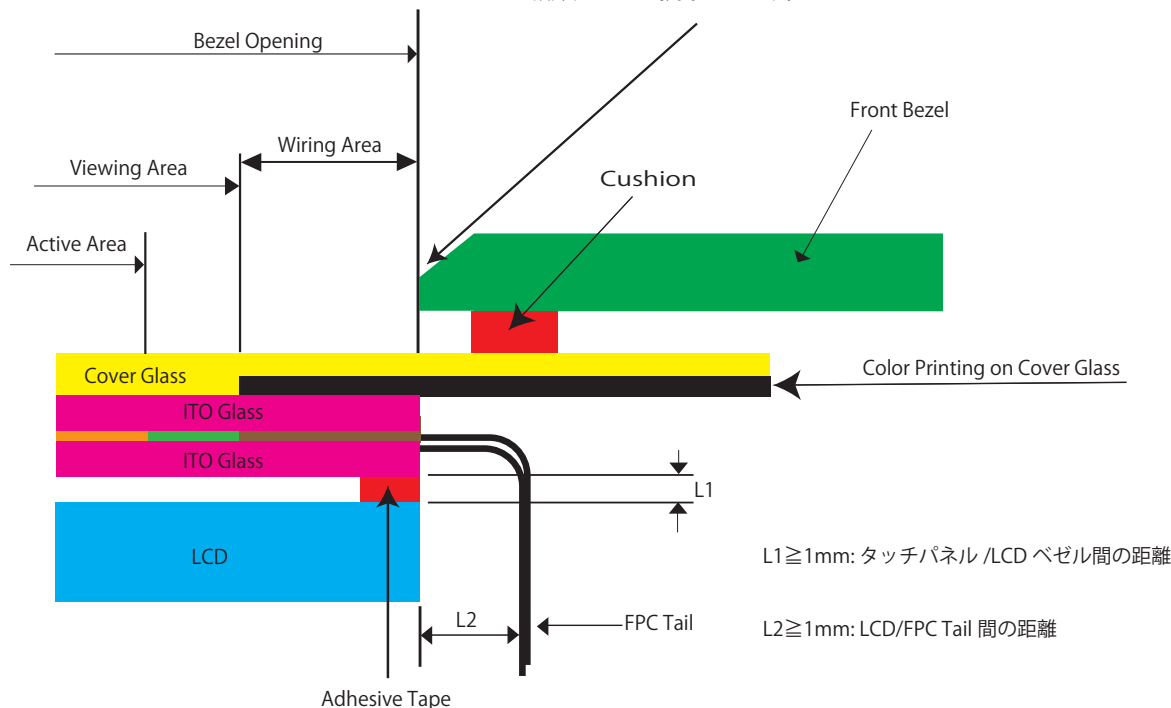 Bezel Opening
Front Bezel
Wiring Area
Viewing Area
Cushion
Active Area
Cover Glass
Color Printing on Cover Glass
ITO Glass
ITO Glass
L1
LCD
L1≧1mm: タッチパネル /LCD ベゼル間の距離
L2
FPC Tail
L2≧1mm: LCD/FPC Tail 間の距離
Adhesive Tape